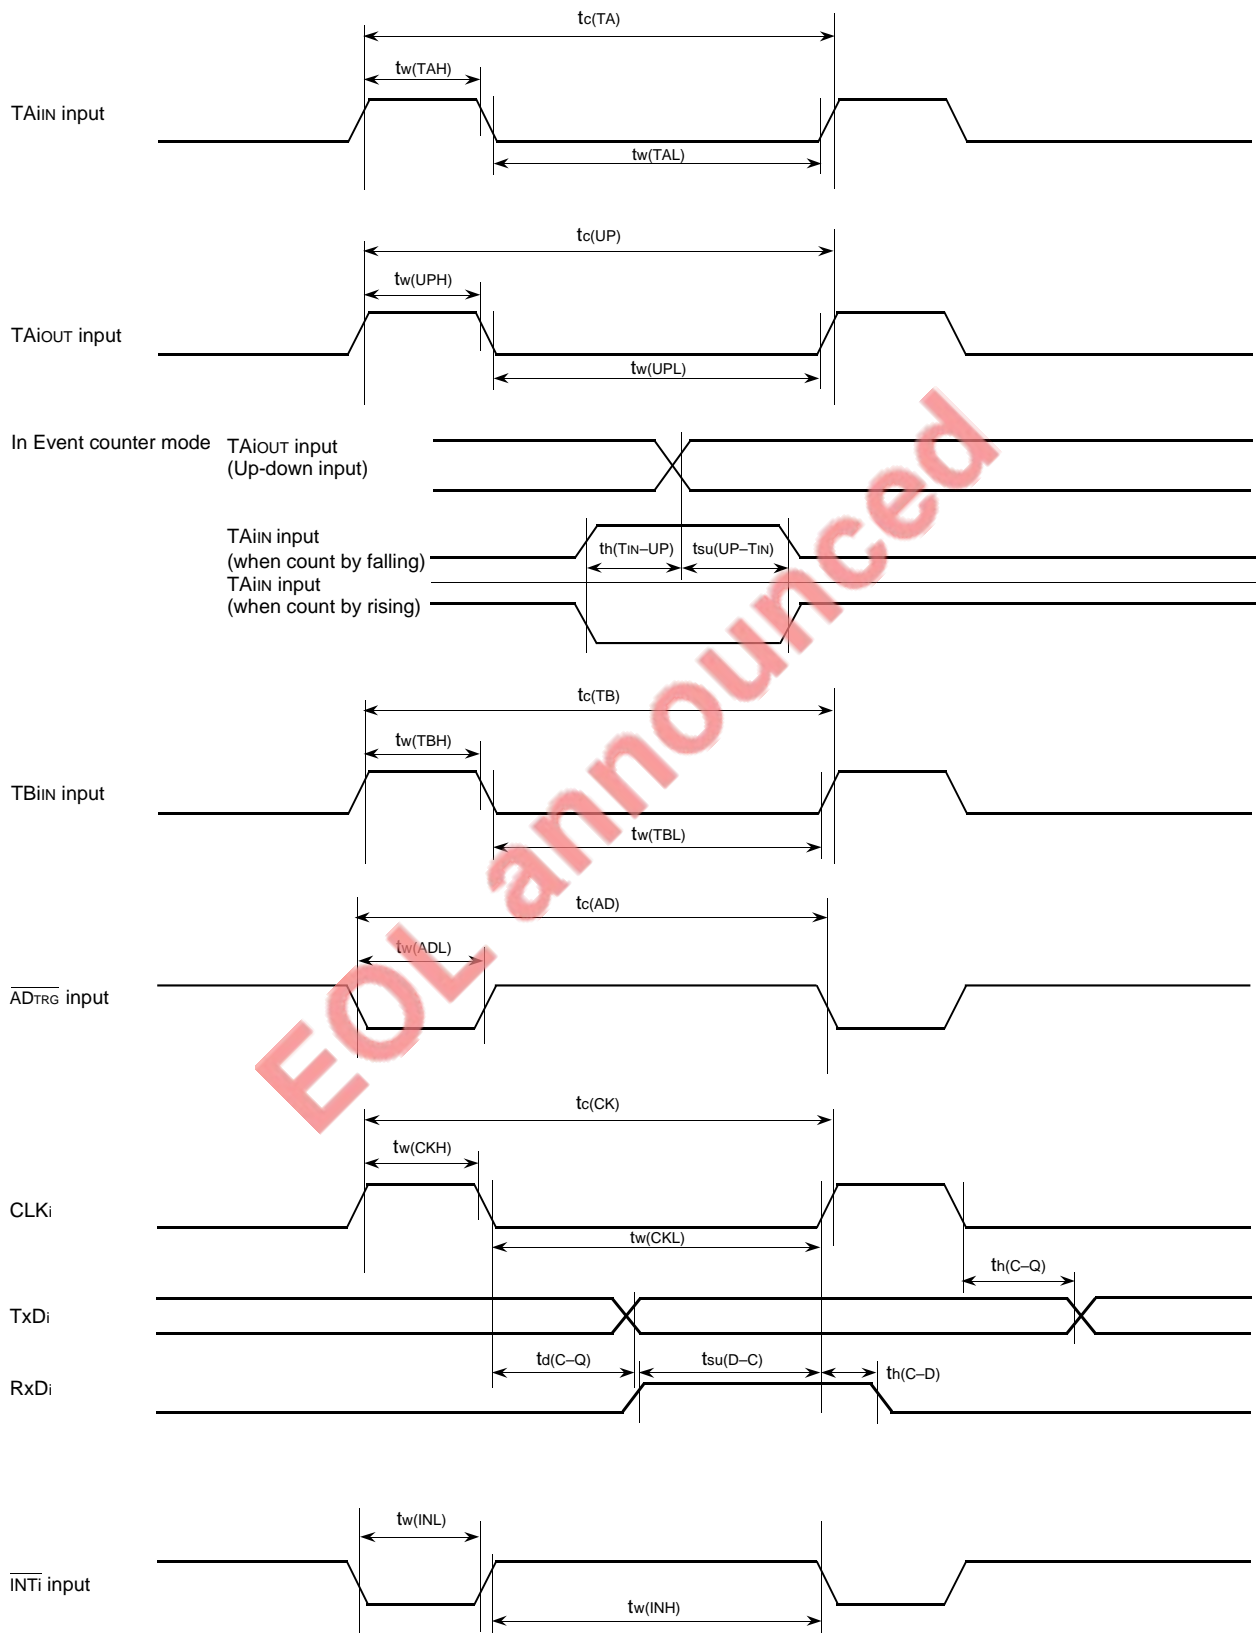 tc(TA)
tw(TAH)
TAiIN input
tw(TAL)
tc(UP)
tw(UPH)
TAiOUT input
tw(UPL)
In Event counter mode
TAiOUT input
(Up-down input)
TAiIN input
(when count by falling)
th(TIN–UP)
tsu(UP–TIN)
TAiIN input
(when count by rising)
tc(TB)
tw(TBH)
TBiIN input
tw(TBL)
tc(AD)
tw(ADL)
ADTRG input
tc(CK)
tw(CKH)
CLKi
tw(CKL)
th(C–Q)
TxDi
td(C–Q)
tsu(D–C)
th(C–D)
RxDi
tw(INL)
INTi input
tw(INH)
EOL announced